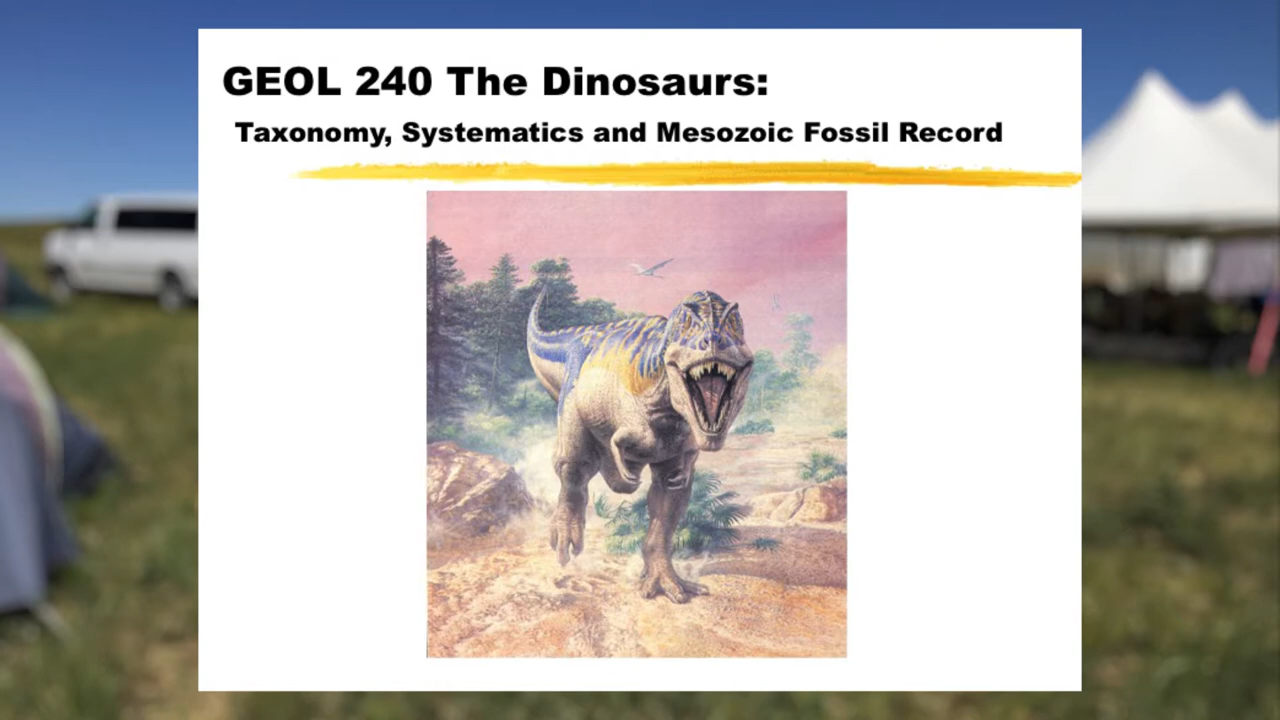 GEOL 240 The Dinosaurs:
Taxonomy, Systematics and Mesozoic Fossil Record